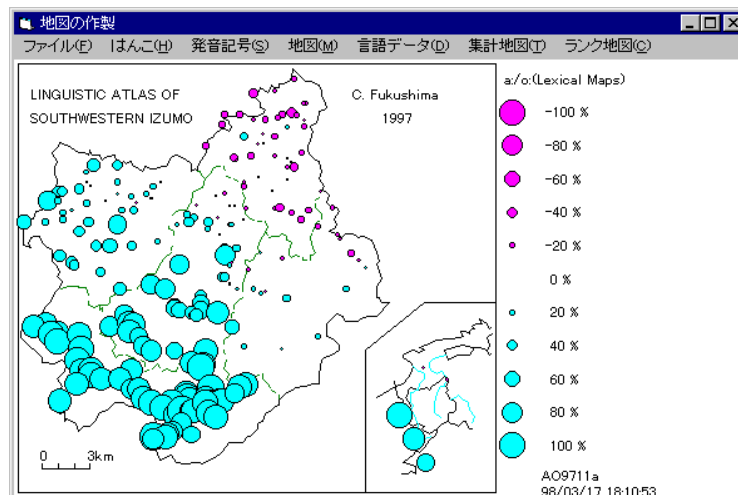 地図の作製
ファイル(F) はんこ(H) 発音記号(S) 地図(M) 言語データ(D) 集計地図(T) ランク地図(C)
LINGUISTIC ATLAS OF
SOUTHWESTERN IZUMO
C. Fukushima
1997
a:/o:(Lexical Maps)
-100 %
-80 %
-60 %
-40 %
-20 %
0 %
20 %
40 %
60 %
80 %
100 %
0 3km
AO9711a
98/03/17 18:10:53